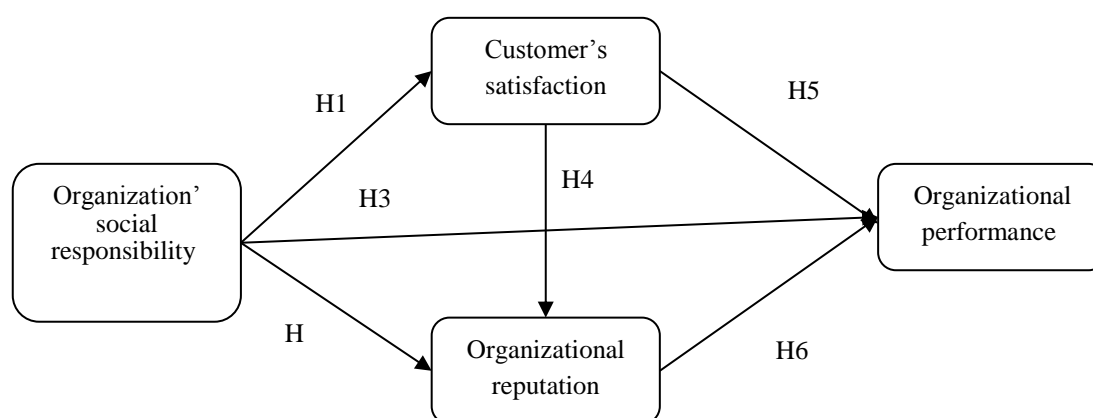 Customer’s
satisfaction
H1
H5
Organization’
social
responsibility
H3
H4
Organizational
performance
H
Organizational
reputation
H6